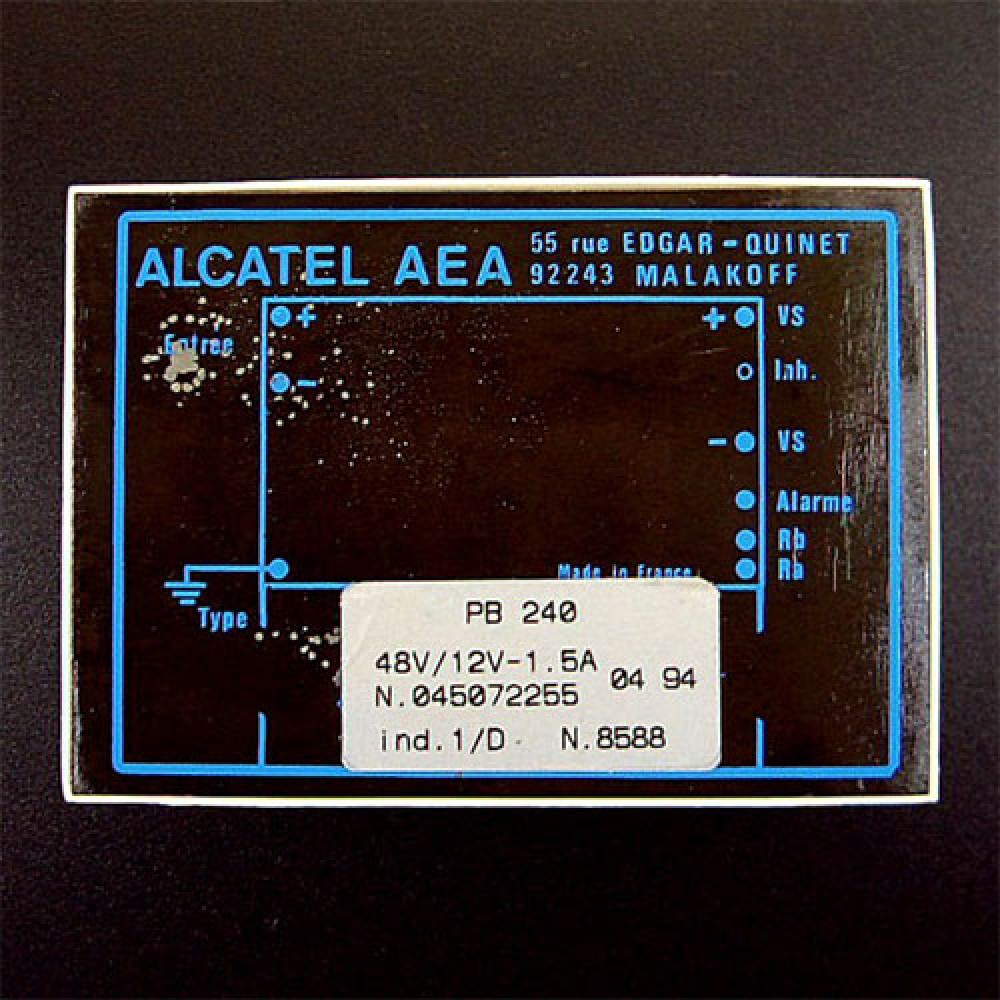 ALCATEL AEA
55 rue EDGAR-QUINET
92243 MALAKOFF
Entree
+
-
+ VS
Inh.
- VS
Alarme
Rb
Ra
Made in France
Type
PB 240
48V/12V-1.5A
04 94
N.045072255
ind.1/D
N.8588